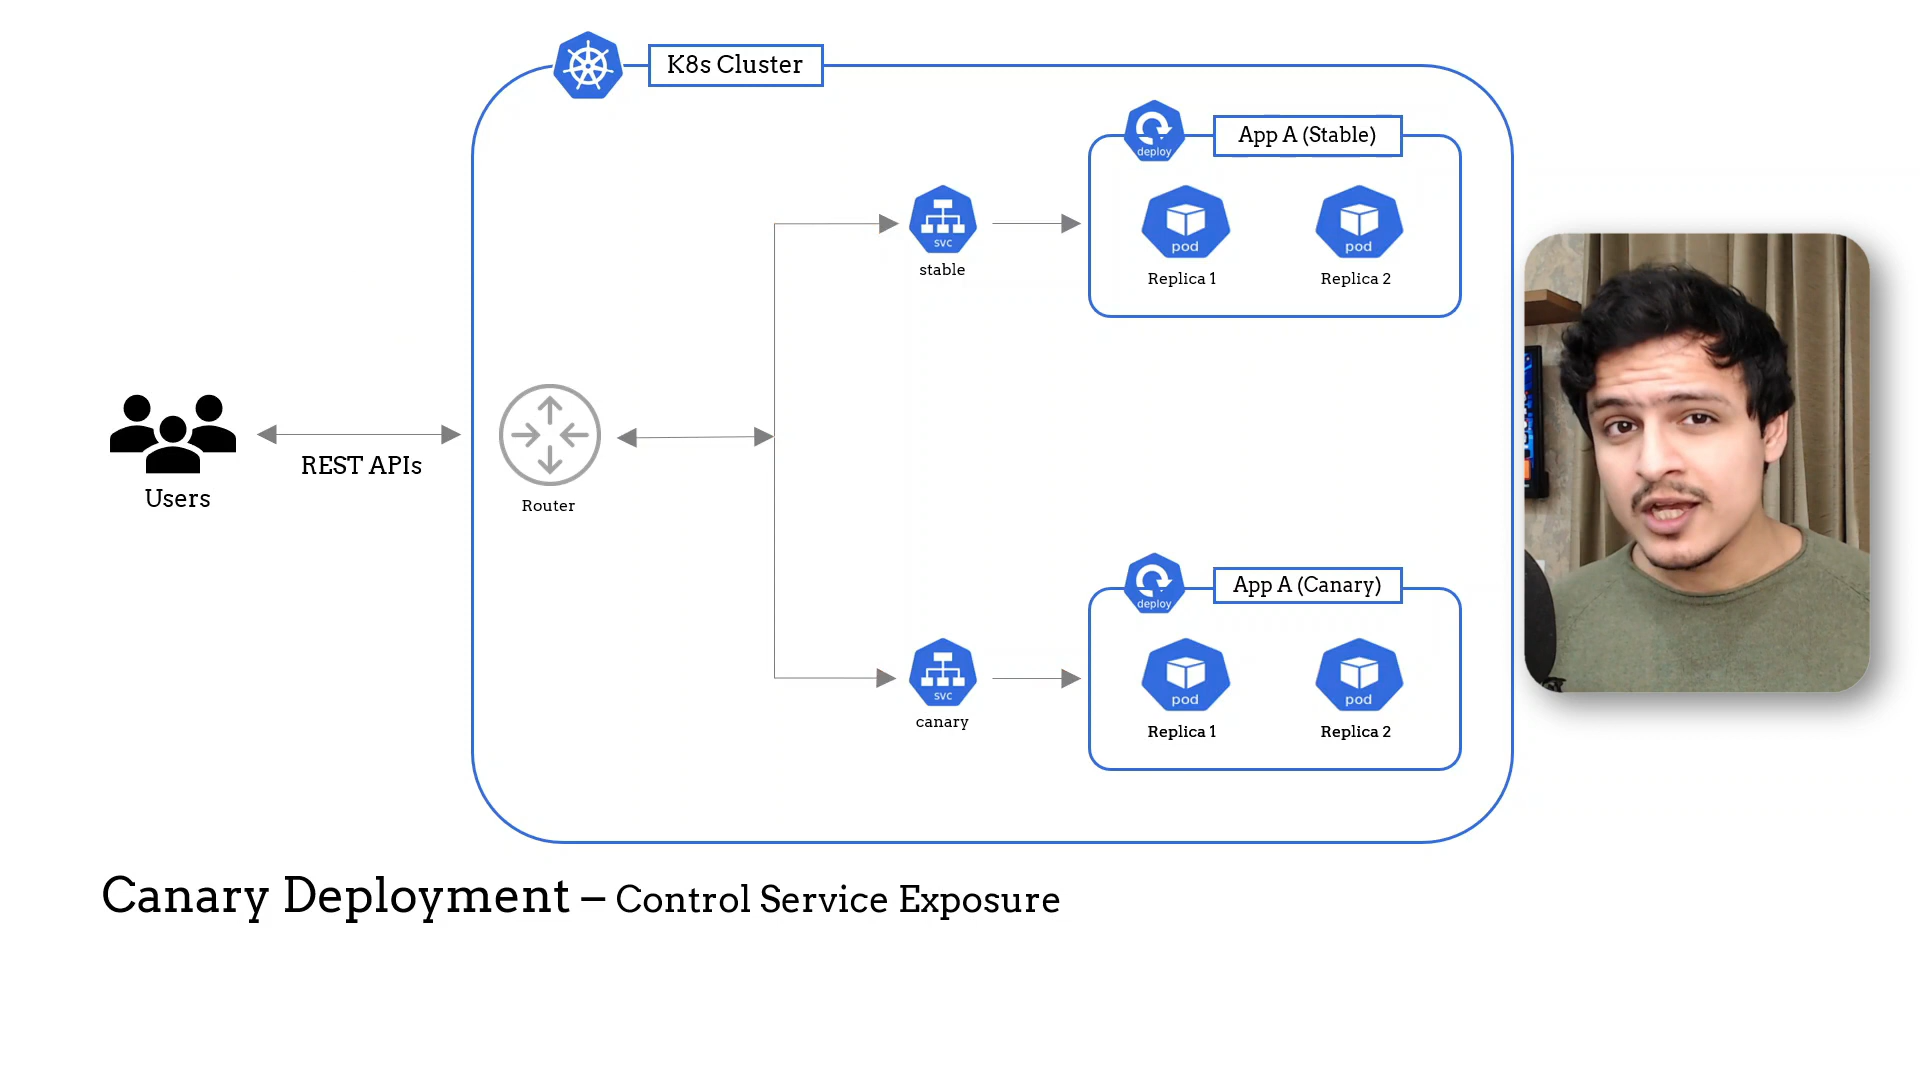 K8s Cluster
deploy
App A (Stable)
svc
stable
pod
Replica 1
pod
Replica 2
Users
REST APIs
Router
deploy
App A (Canary)
svc
canary
pod
Replica 1
pod
Replica 2
Canary Deployment – Control Service Exposure